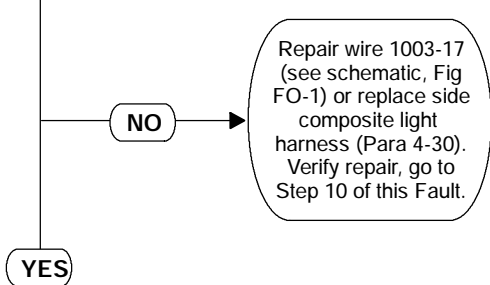 Repair wire 1003-17
(see schematic, Fig
FO-1) or replace side
composite light
harness (Para 4-30).
Verify repair, go to
Step 10 of this Fault.
NO
YES